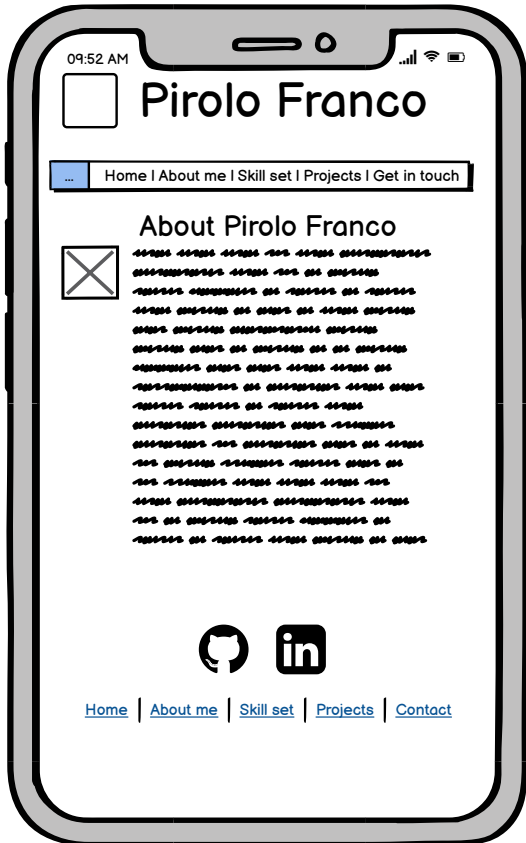 09:52 AM
Pirolo Franco
... Home | About me | Skill set | Projects | Get in touch
About Pirolo Franco
in
Home | About me | Skill set | Projects | Contact